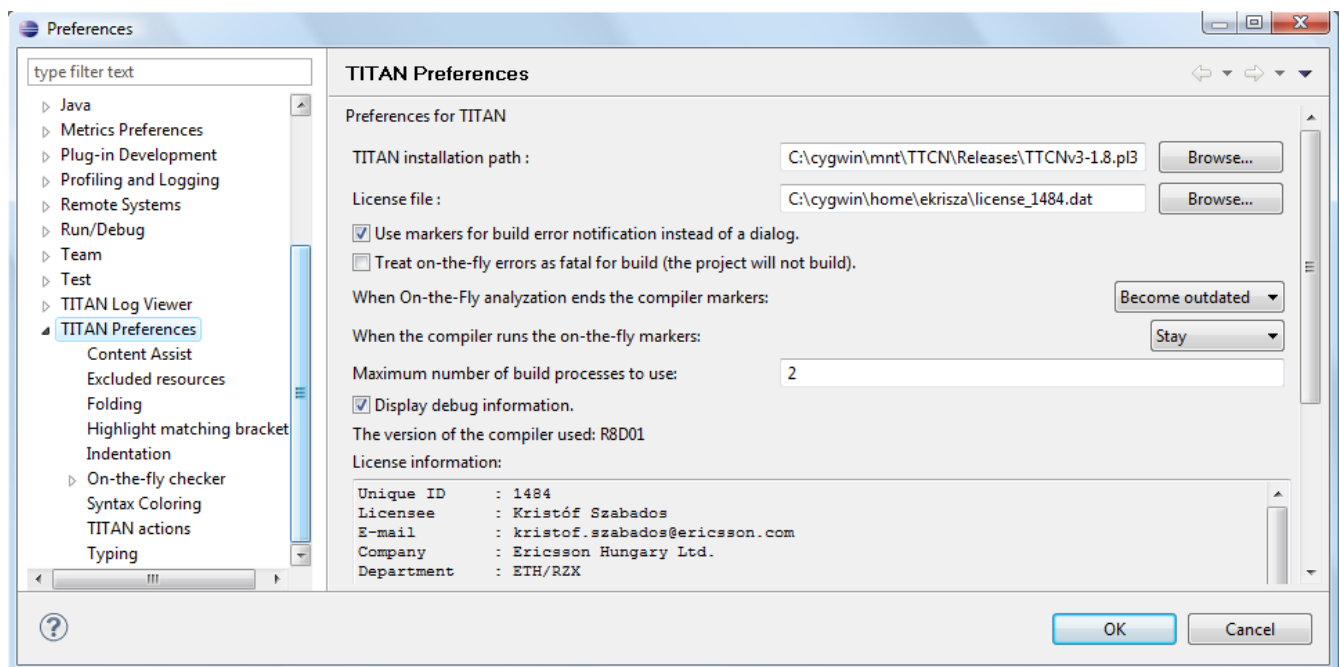 Preferences
type filter text
Java
Metrics Preferences
Plug-in Development
Profiling and Logging
Remote Systems
Run/Debug
Team
Test
TITAN Log Viewer
TITAN Preferences
Content Assist
Excluded resources
Folding
Highlight matching bracket
Indentation
On-the-fly checker
Syntax Coloring
TITAN actions
Typing
TITAN Preferences
Preferences for TITAN
TITAN installation path : C:\cygwin\mnt\TTCN\Releases\TTCNv3-1.8.pl3 Browse...
License file : C:\cygwin\home\ekrisza\license_1484.dat Browse...
Use markers for build error notification instead of a dialog.
Treat on-the-fly errors as fatal for build (the project will not build).
When On-the-Fly analyzation ends the compiler markers: Become outdated
When the compiler runs the on-the-fly markers: Stay
Maximum number of build processes to use: 2
Display debug information.
The version of the compiler used: R8D01
License information:
Unique ID : 1484
Licensee : Kristóf Szabados
E-mail : kristof.szabados@ericsson.com
Company : Ericsson Hungary Ltd.
Department : ETH/RZX
OK Cancel